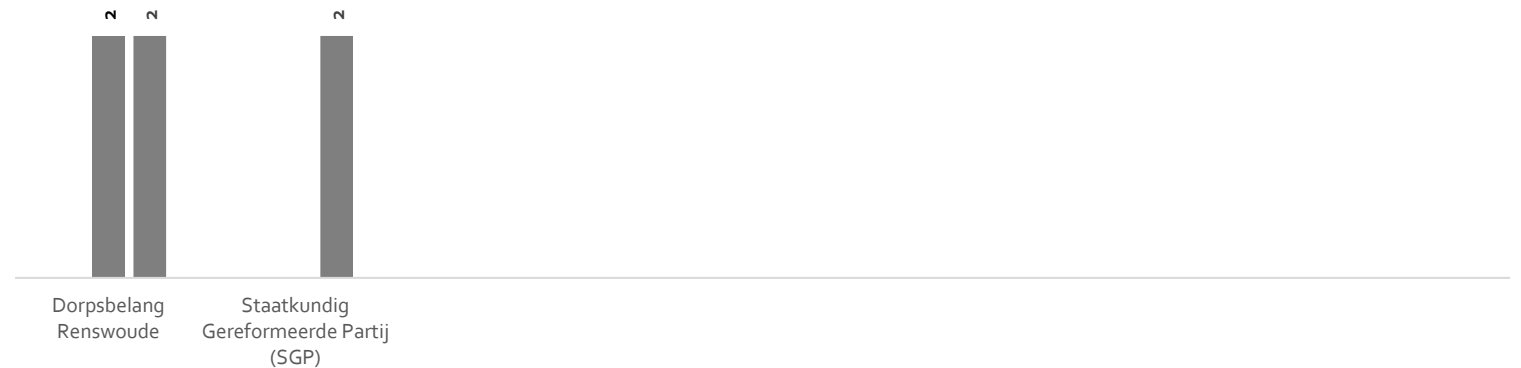 2
2
2
Dorpsbelang
Renswoude
Staatkundig
Gereformeerde Partij
(SGP)